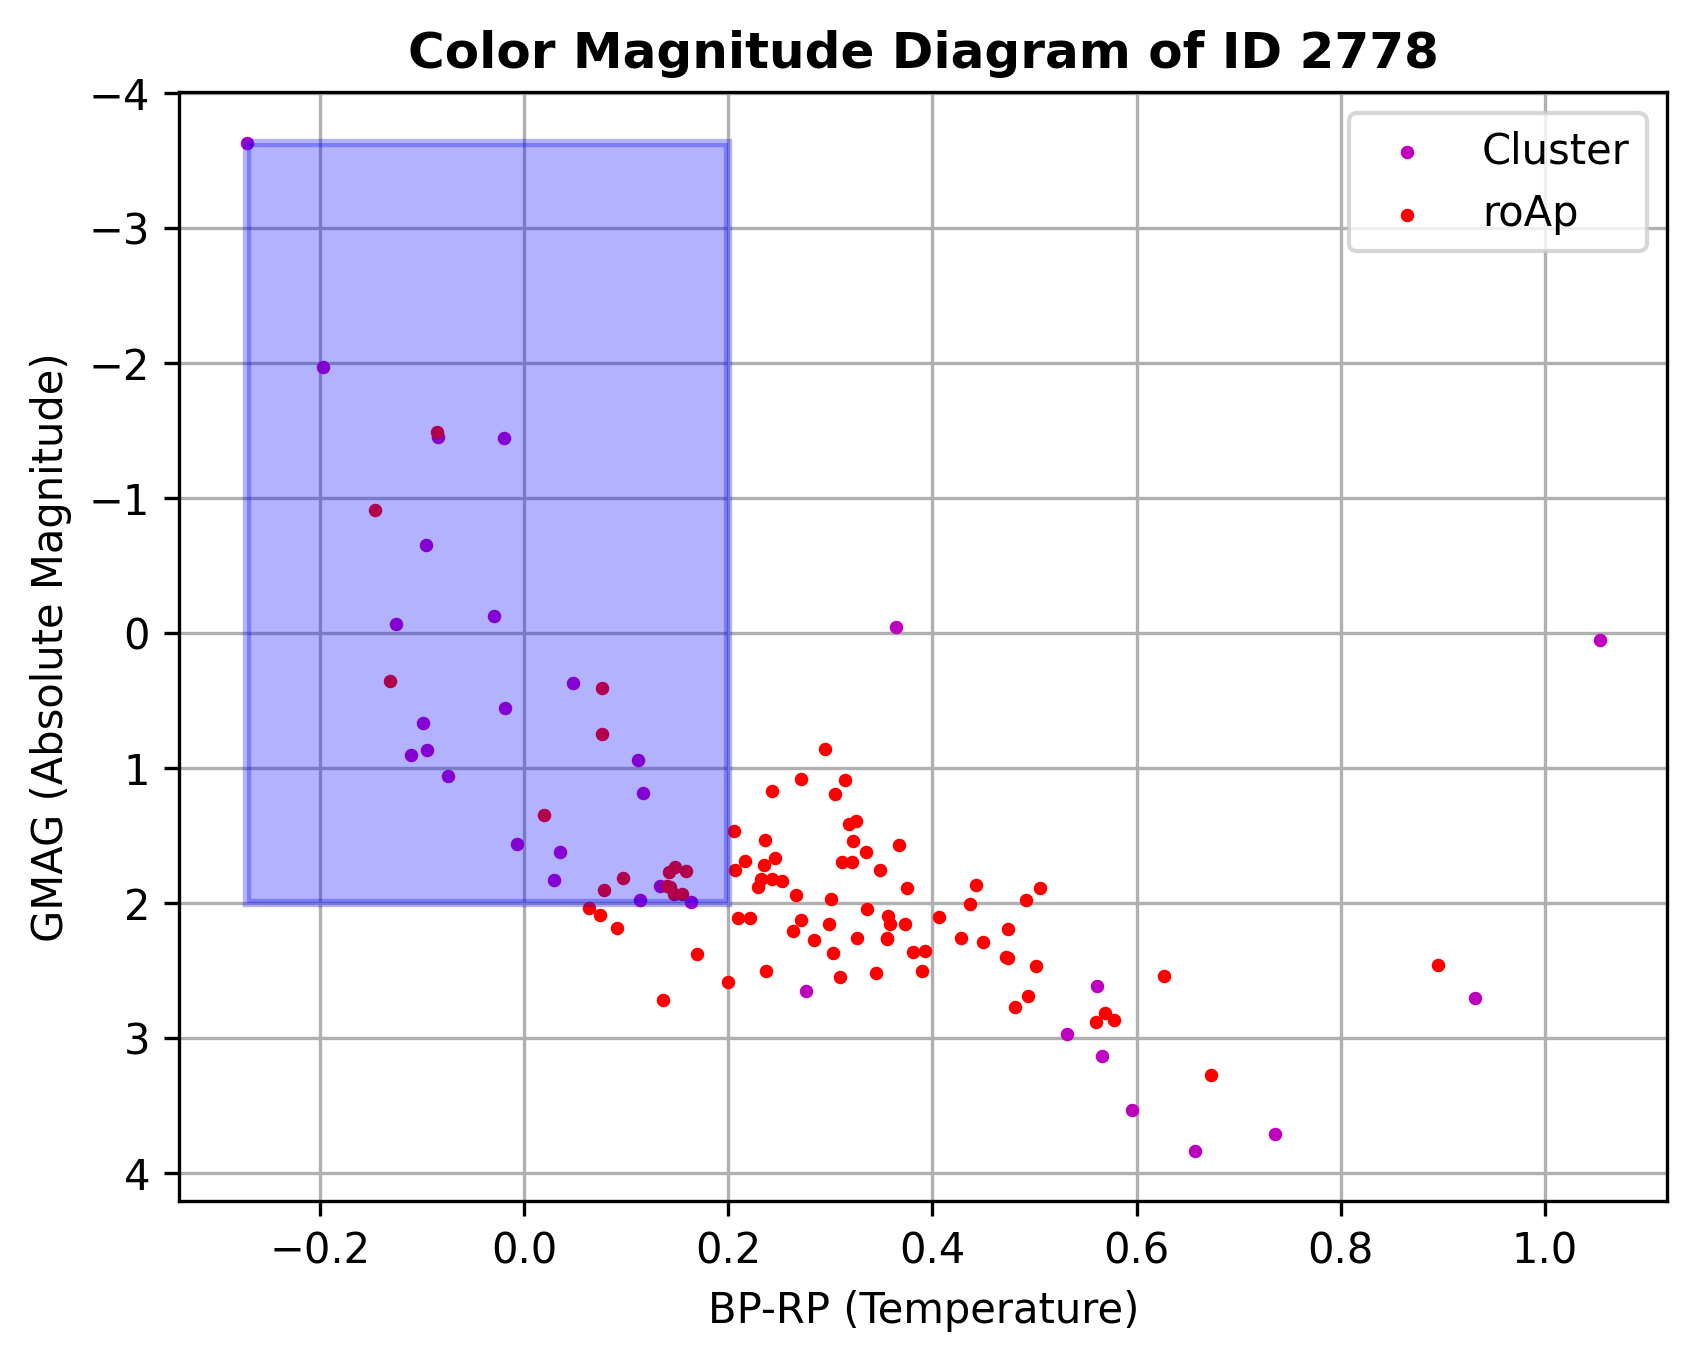 Color Magnitude Diagram of ID 2778
Cluster
roAp
GMAG (Absolute Magnitude)
−4
−3
−2
−1
0
1
2
3
4
−0.2 0.0 0.2 0.4 0.6 0.8 1.0
BP-RP (Temperature)